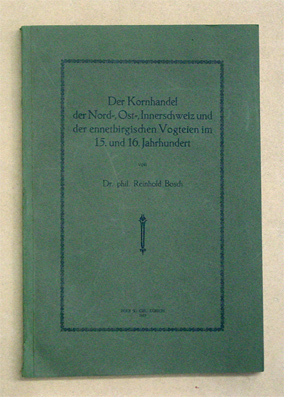 Der Kornhandel
der Nord-, Ost-, Innerschweiz und
der ennetbirgischen Vogteien im
15. und 16. Jahrhundert
von
Dr. phil. Reinhold Bosch